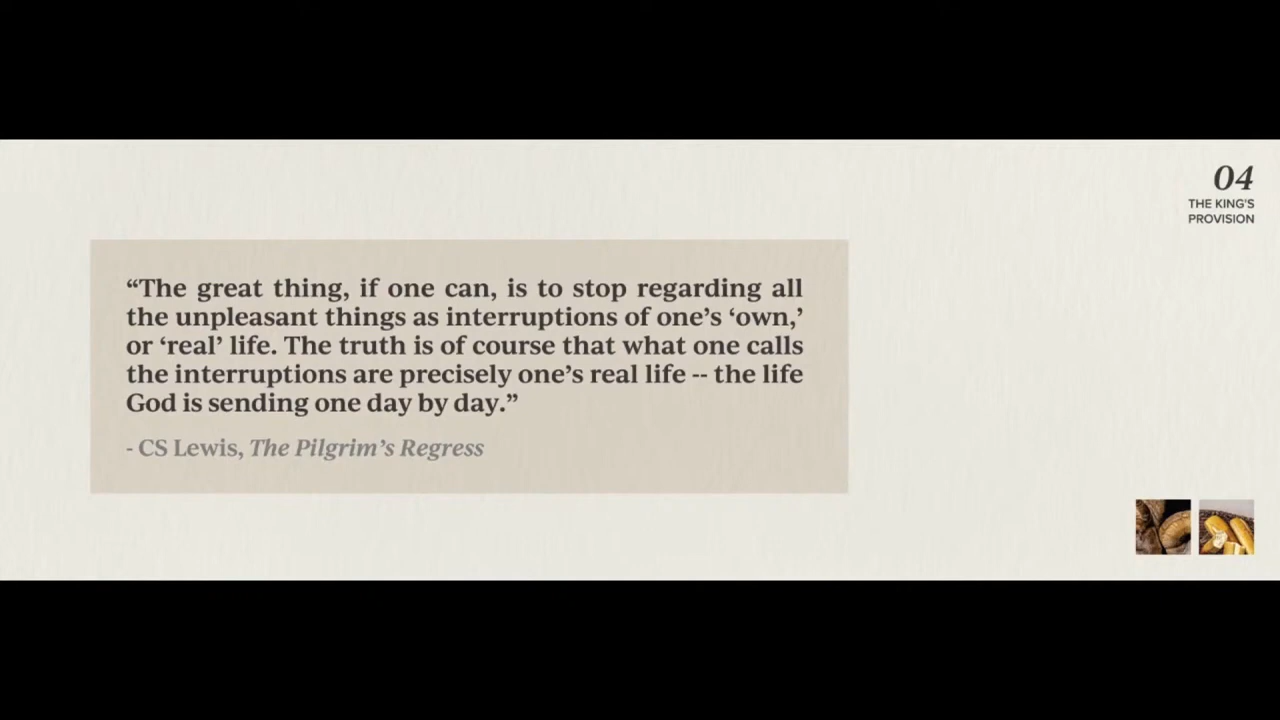 04
THE KING'S
PROVISION
“The great thing, if one can, is to stop regarding all
the unpleasant things as interruptions of one’s ‘own,’
or ‘real’ life. The truth is of course that what one calls
the interruptions are precisely one’s real life -- the life
God is sending one day by day.”
- CS Lewis, The Pilgrim’s Regress